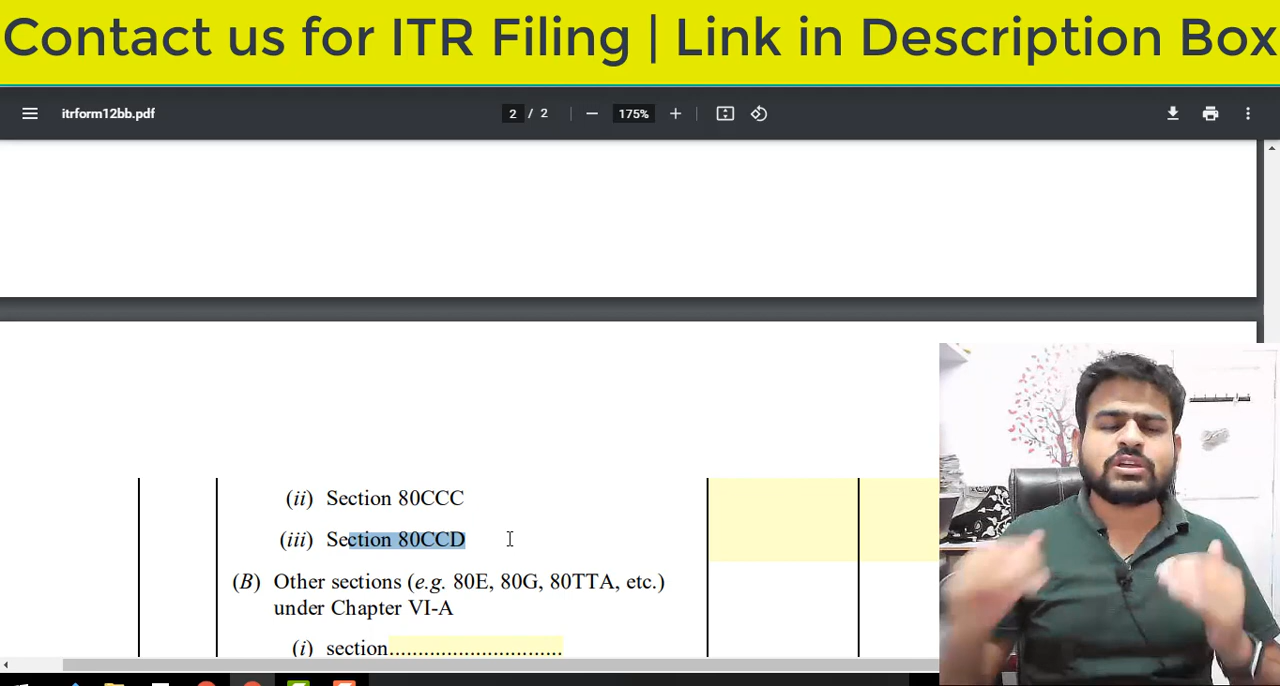 Contact us for ITR Filing | Link in Description Box
itrform12bb.pdf 2 / 2 175%
(ii) Section 80CCC
(iii) Section 80CCD
(B) Other sections (e.g. 80E, 80G, 80TTA, etc.)
under Chapter VI-A
(i) section..............................